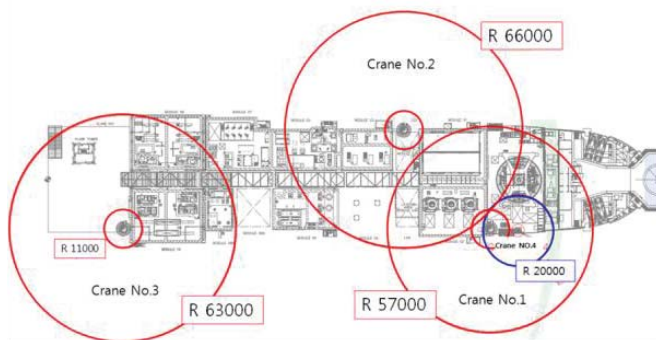 R 66000
Crane No.2
R 11000
Crane No.3
R 63000
R 57000
Crane No.1
Crane NO.4
R 20000